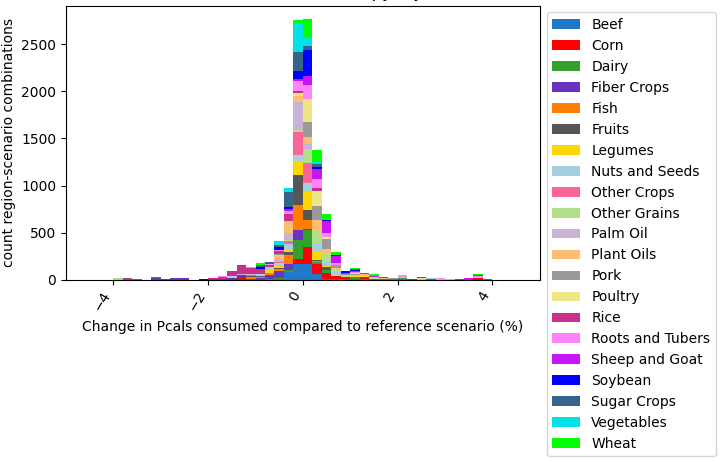 count region-scenario combinations
2500
2000
1500
1000
500
0
−4
−2
0
2
4
Change in Pcals consumed compared to reference scenario (%)
Beef
Corn
Dairy
Fiber Crops
Fish
Fruits
Legumes
Nuts and Seeds
Other Crops
Other Grains
Palm Oil
Plant Oils
Pork
Poultry
Rice
Roots and Tubers
Sheep and Goat
Soybean
Sugar Crops
Vegetables
Wheat